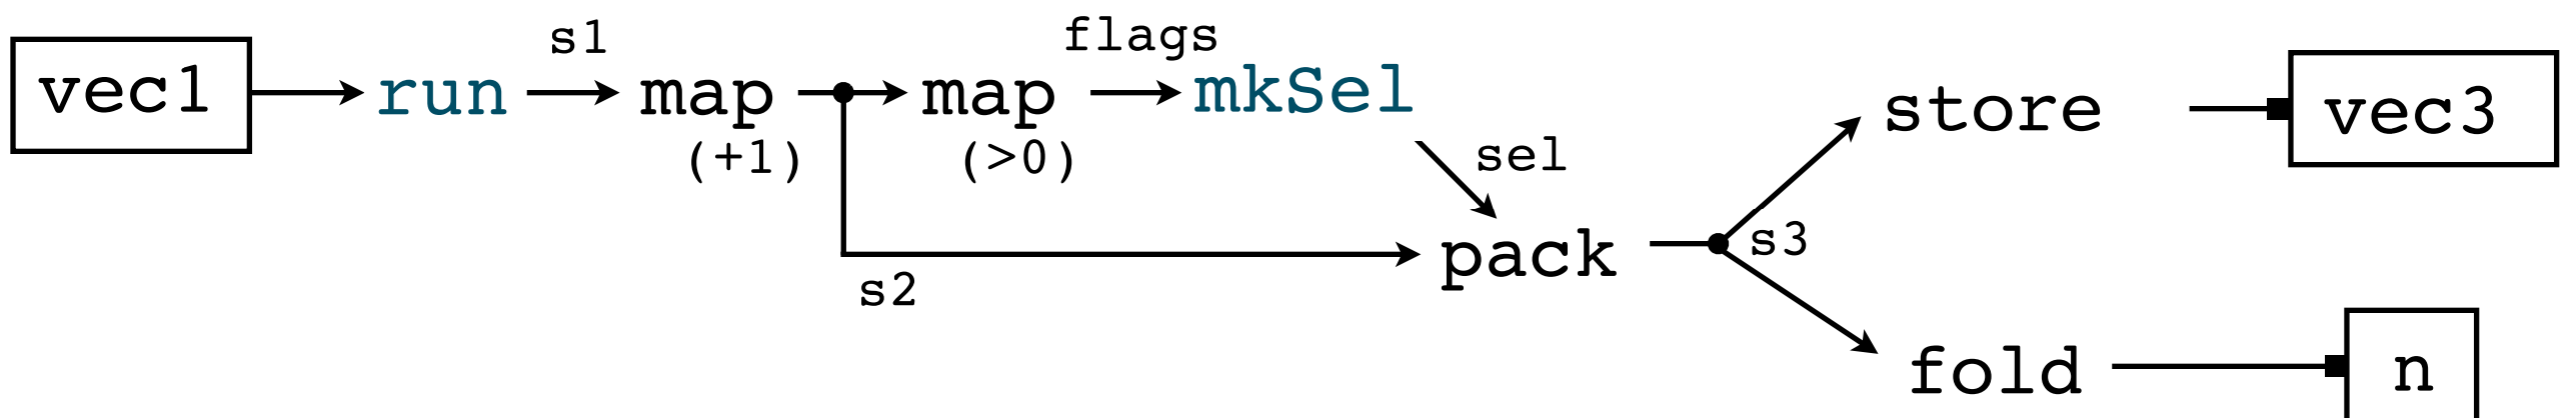 s1
flags
vec1
run
map
map
mkSel
store
vec3
(+1)
(>0)
sel
pack
s3
s2
fold
n